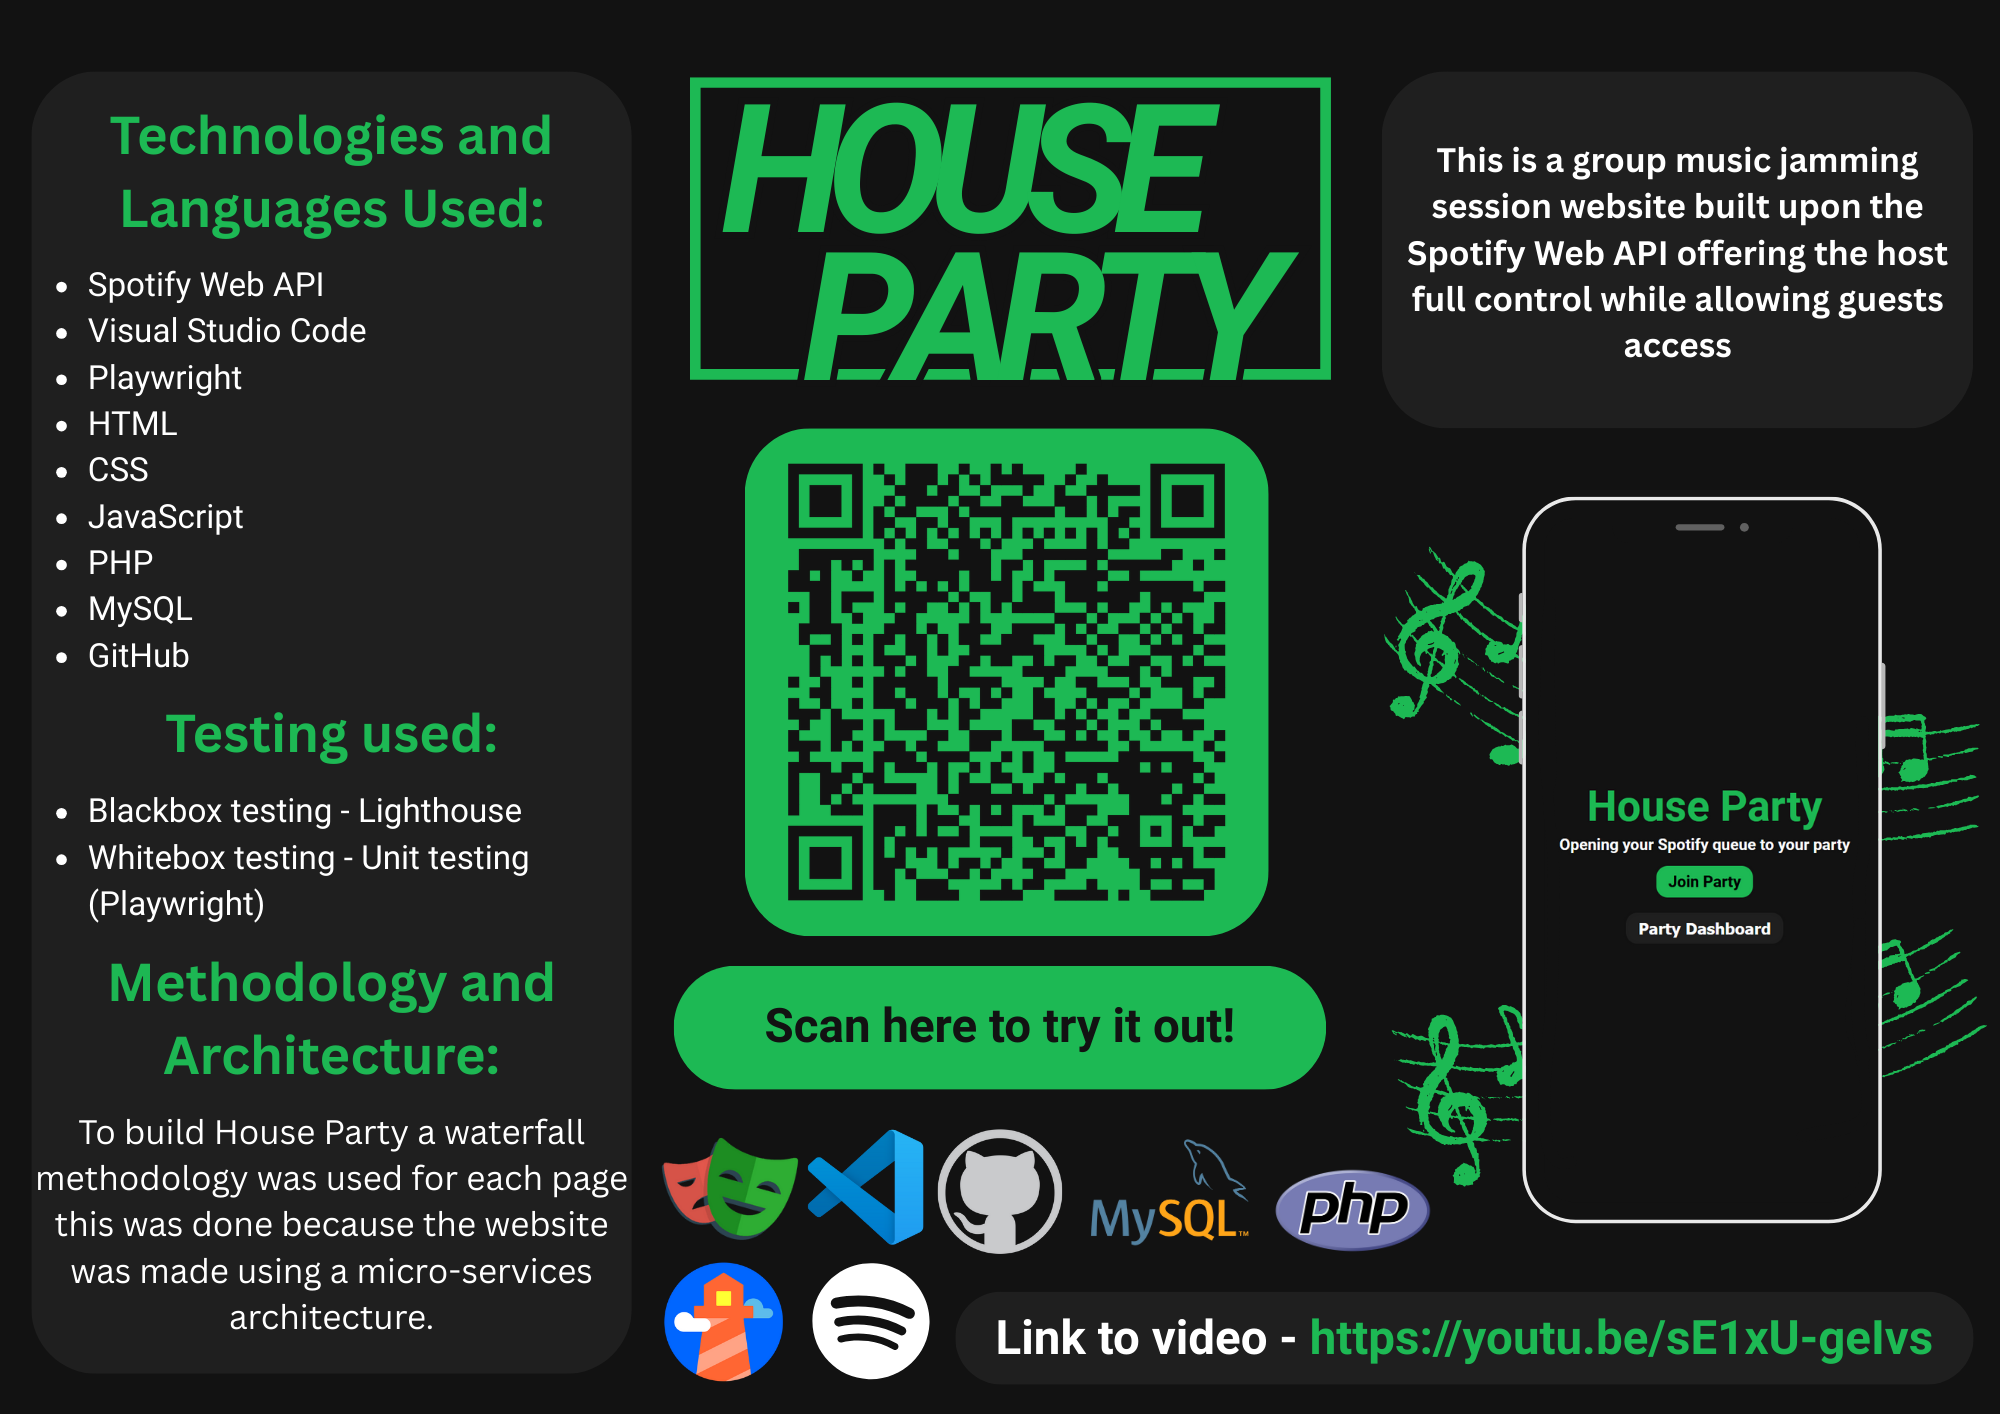 Technologies and
Languages Used:
• Spotify Web API
• Visual Studio Code
• Playwright
• HTML
• CSS
• JavaScript
• PHP
• MySQL
• GitHub
Testing used:
• Blackbox testing - Lighthouse
• Whitebox testing - Unit testing
(Playwright)
Methodology and
Architecture:
To build House Party a waterfall
methodology was used for each page
this was done because the website
was made using a micro-services
architecture.
HOUSE
PARTY
Scan here to try it out!
MySQL™
php
This is a group music jamming
session website built upon the
Spotify Web API offering the host
full control while allowing guests
access
House Party
Opening your Spotify queue to your party
Join Party
Party Dashboard
Link to video - https://youtu.be/sE1xU-geIvs